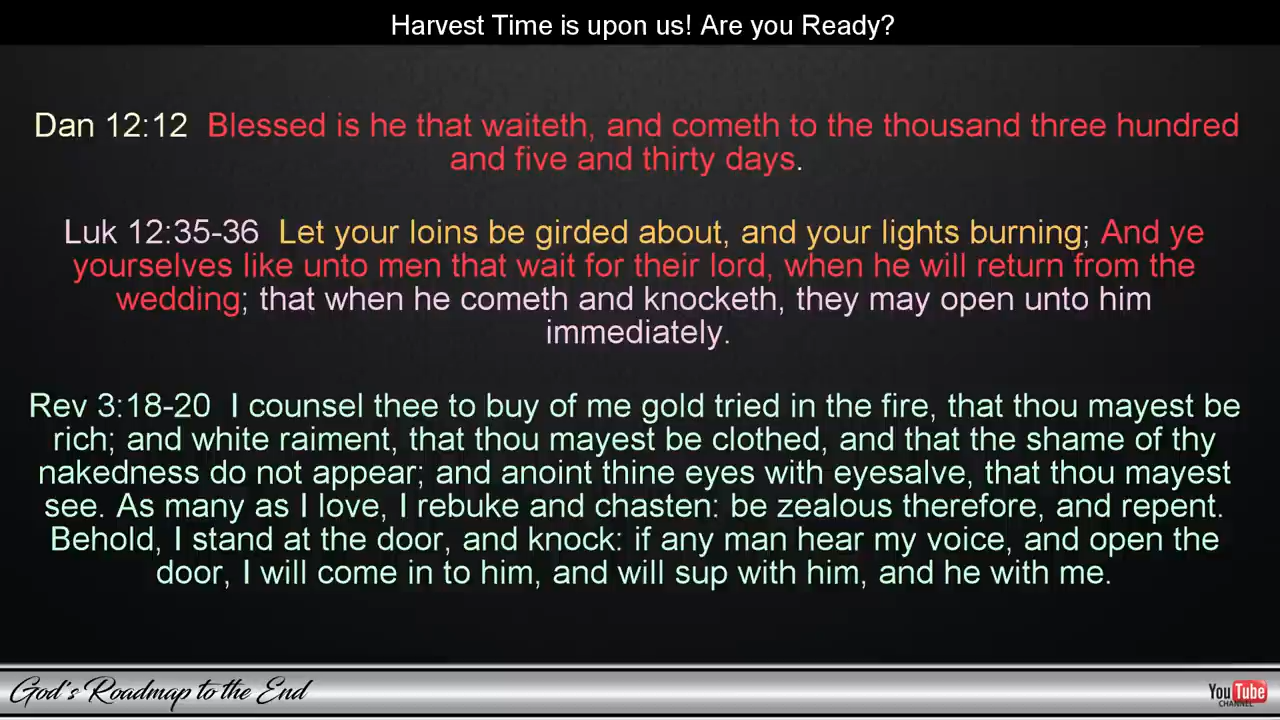 Harvest Time is upon us! Are you Ready?
Dan 12:12  Blessed is he that waiteth, and cometh to the thousand three hundred
and five and thirty days.
Luk 12:35-36  Let your loins be girded about, and your lights burning; And ye
yourselves like unto men that wait for their lord, when he will return from the
wedding; that when he cometh and knocketh, they may open unto him
immediately.
Rev 3:18-20  I counsel thee to buy of me gold tried in the fire, that thou mayest be
rich; and white raiment, that thou mayest be clothed, and that the shame of thy
nakedness do not appear; and anoint thine eyes with eyesalve, that thou mayest
see. As many as I love, I rebuke and chasten: be zealous therefore, and repent.
Behold, I stand at the door, and knock: if any man hear my voice, and open the
door, I will come in to him, and will sup with him, and he with me.
God's Roadmap to the End
YouTube
CHANNEL